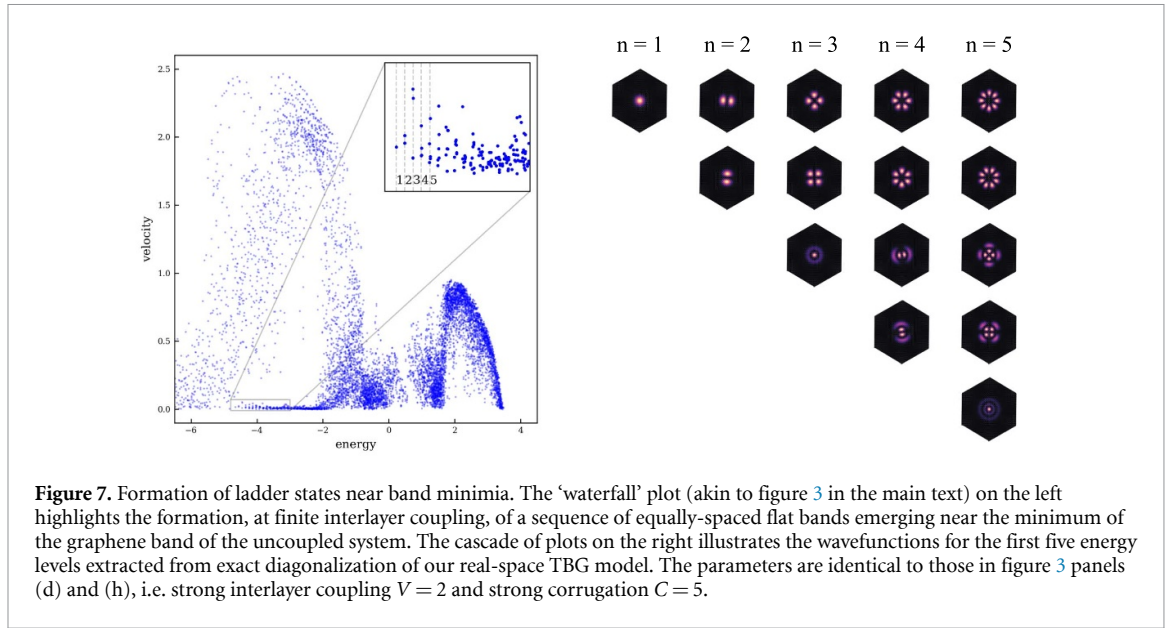 n = 1 n = 2 n = 3 n = 4 n = 5
2.5
2.0
1.5
1.0
0.5
0.0
velocity
12345
−6 −4 −2 0 2 4
energy
Figure 7. Formation of ladder states near band minimia. The ‘waterfall’ plot (akin to figure 3 in the main text) on the left
highlights the formation, at finite interlayer coupling, of a sequence of equally-spaced flat bands emerging near the minimum of
the graphene band of the uncoupled system. The cascade of plots on the right illustrates the wavefunctions for the first five energy
levels extracted from exact diagonalization of our real-space TBG model. The parameters are identical to those in figure 3 panels
(d) and (h), i.e. strong interlayer coupling V = 2 and strong corrugation C = 5.